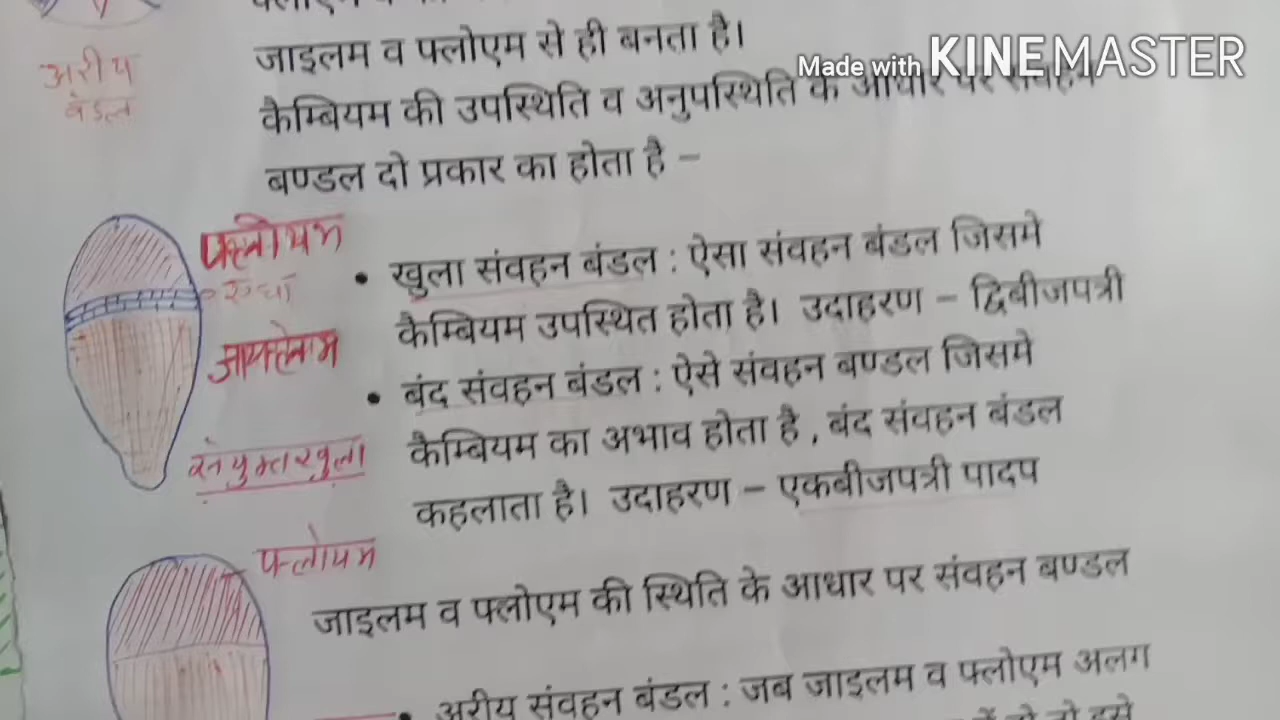 जाइलम व फ्लोएम से ही बनता है।
Made with KINEMASTER
अरीय
बंडल
कैम्बियम की उपस्थिति व अनुपस्थिति के आधार पर संवहन
बण्डल दो प्रकार का होता है –
फ्लोयम
• खुला संवहन बंडल : ऐसा संवहन बंडल जिसमे
कैम्बियम उपस्थित होता है। उदाहरण – द्विबीजपत्री
• बंद संवहन बंडल : ऐसे संवहन बण्डल जिसमे
कैम्बियम का अभाव होता है , बंद संवहन बंडल
कहलाता है। उदाहरण – एकबीजपत्री पादप
फ्लोयम
जाइलम व फ्लोएम की स्थिति के आधार पर संवहन बण्डल
• अरीय संवहन बंडल : जब जाइलम व फ्लोएम अलग